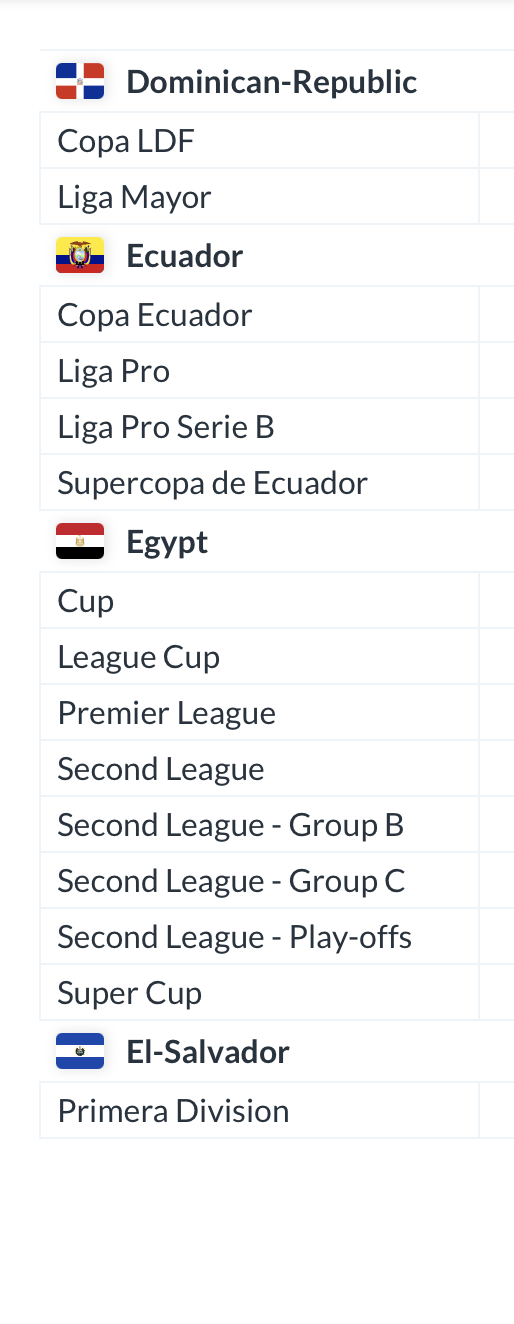 Dominican-Republic
Copa LDF
Liga Mayor
Ecuador
Copa Ecuador
Liga Pro
Liga Pro Serie B
Supercopa de Ecuador
Egypt
Cup
League Cup
Premier League
Second League
Second League - Group B
Second League - Group C
Second League - Play-offs
Super Cup
El-Salvador
Primera Division